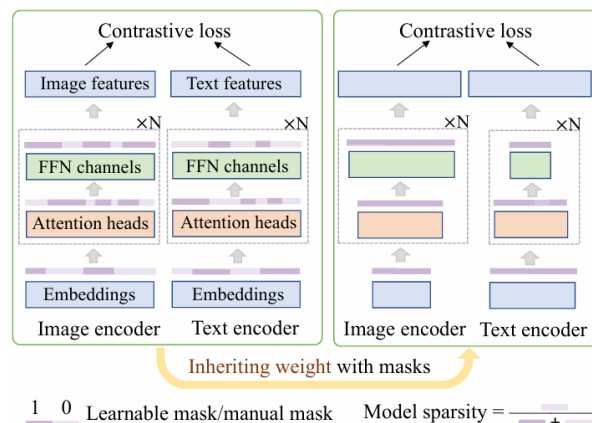 Contrastive loss
Image features
Text features
×N
×N
FFN channels
FFN channels
Attention heads
Attention heads
Embeddings
Embeddings
Image encoder
Text encoder
Contrastive loss
×N
×N
Image encoder
Text encoder
Inheriting weight with masks
1 0 Learnable mask/manual mask
Model sparsity =
+